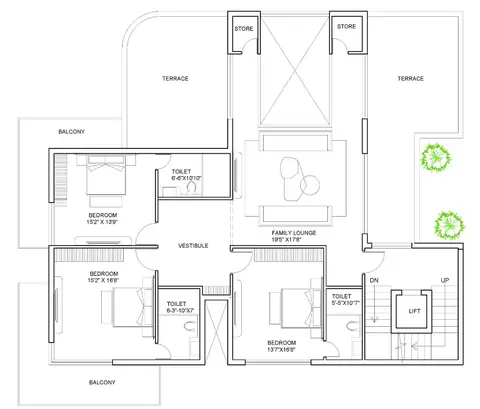 STORE
STORE
TERRACE
TERRACE
BALCONY
TOILET
6'-6"X10'10"
BEDROOM
15'2" X 13'9"
FAMILY LOUNGE
19'5" X17'8"
VESTIBULE
BEDROOM
15'2" X 16'8"
DN
UP
TOILET
6'-3-10"X7'
TOILET
5'-5"X10'7"
LIFT
BEDROOM
13'7"X16'8"
BALCONY